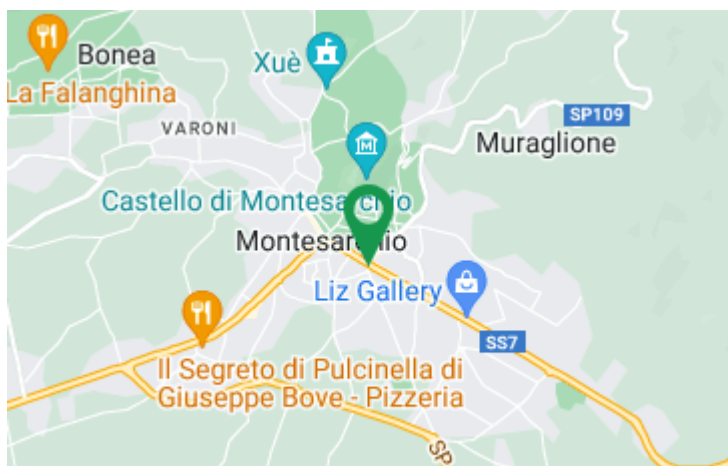 Bonea
La Falanghina
Xuè
VARONI
SP109
Muraglione
Castello di Montesarchio
Montesarchio
Liz Gallery
SS7
Il Segreto di Pulcinella di
Giuseppe Bove - Pizzeria
SP